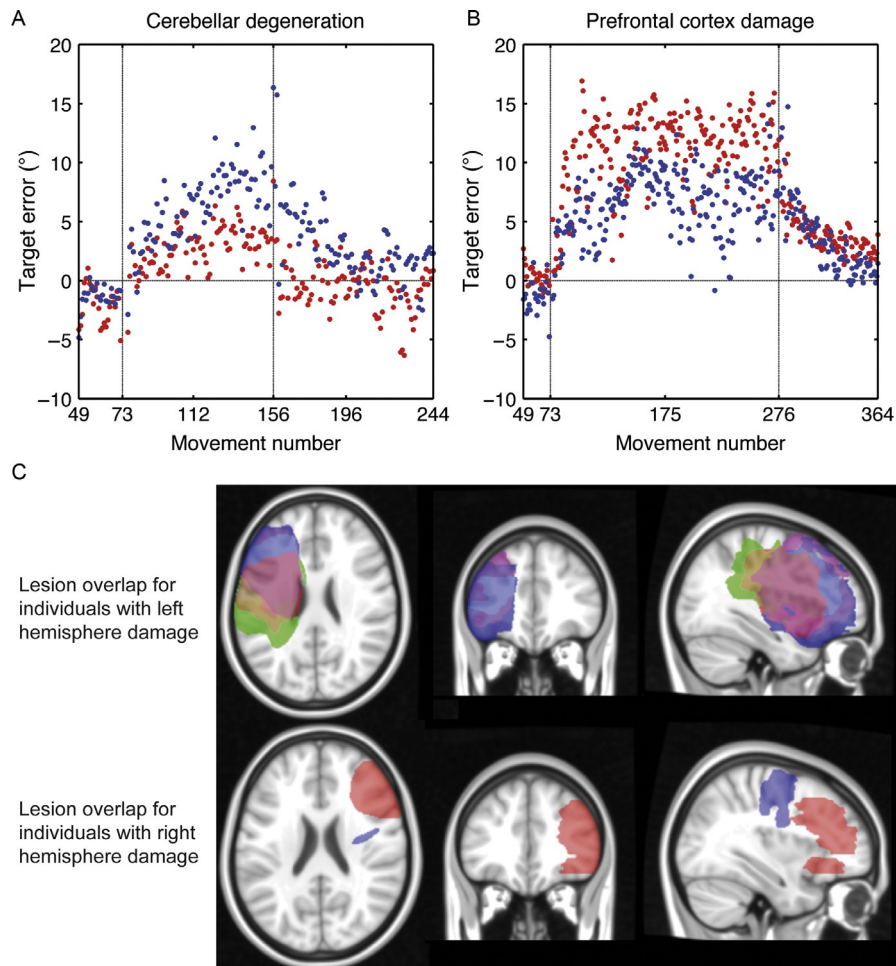 A
Cerebellar degeneration
B
Prefrontal cortex damage
20
15
10
5
0
−5
−10
Target error (°)
49 73 112 156 196 244
Movement number
20
15
10
5
0
−5
−10
Target error (°)
49 73 175 276 364
Movement number
C
Lesion overlap for
individuals with left
hemisphere damage
Lesion overlap for
individuals with right
hemisphere damage